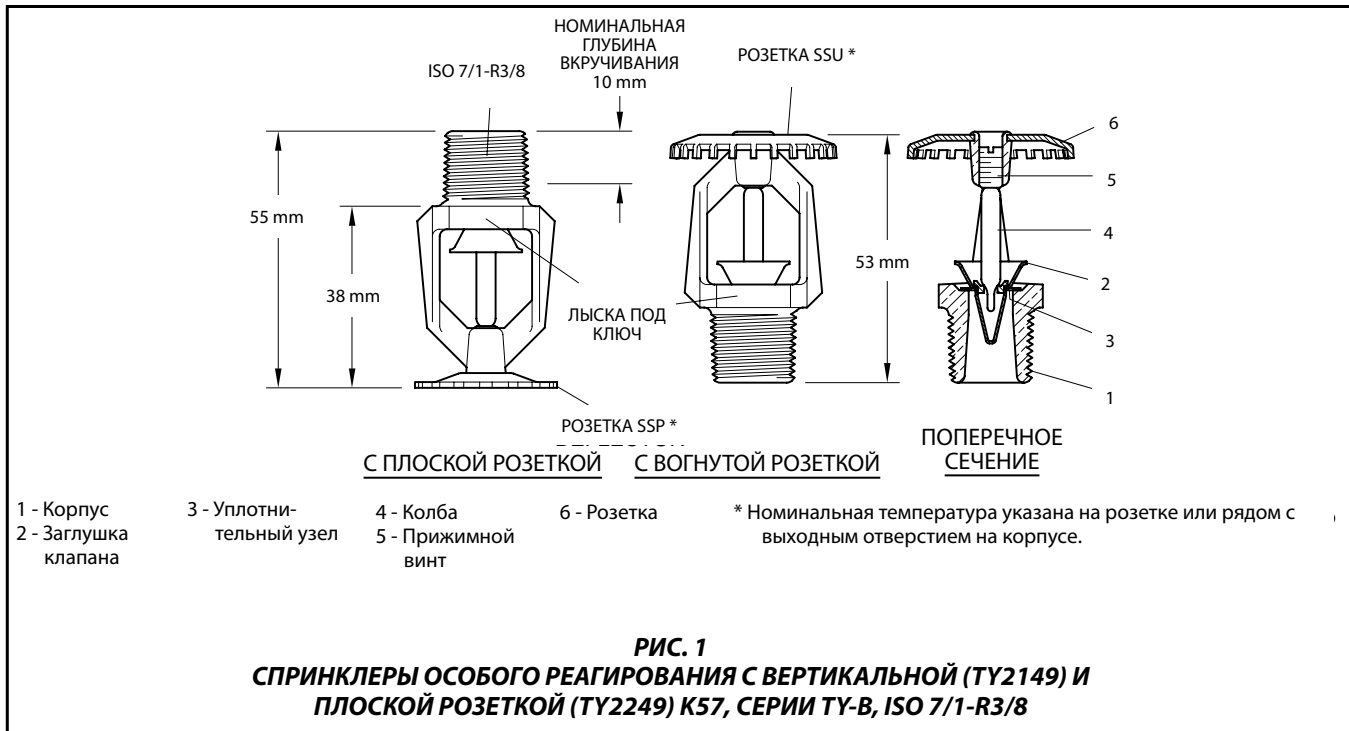 НОМИНАЛЬНАЯ
ГЛУБИНА
ВКРУЧИВАНИЯ
10 mm
ISO 7/1-R3/8
РОЗЕТКА SSU *
6
5
4
2
3
1
55 mm
38 mm
53 mm
ЛЫСКА ПОД
КЛЮЧ
РОЗЕТКА SSP *
С ПЛОСКОЙ РОЗЕТКОЙ
С ВОГНУТОЙ РОЗЕТКОЙ
ПОПЕРЕЧНОЕ
СЕЧЕНИЕ
1 - Корпус
2 - Заглушка
клапана
3 - Уплотни-
тельный узел
4 - Колба
5 - Прижимной
винт
6 - Розетка
* Номинальная температура указана на розетке или рядом с
выходным отверстием на корпусе.
РИС. 1
СПРИНКЛЕРЫ ОСОБОГО РЕАГИРОВАНИЯ С ВЕРТИКАЛЬНОЙ (TY2149) И
ПЛОСКОЙ РОЗЕТКОЙ (TY2249) K57, СЕРИИ TY-B, ISO 7/1-R3/8